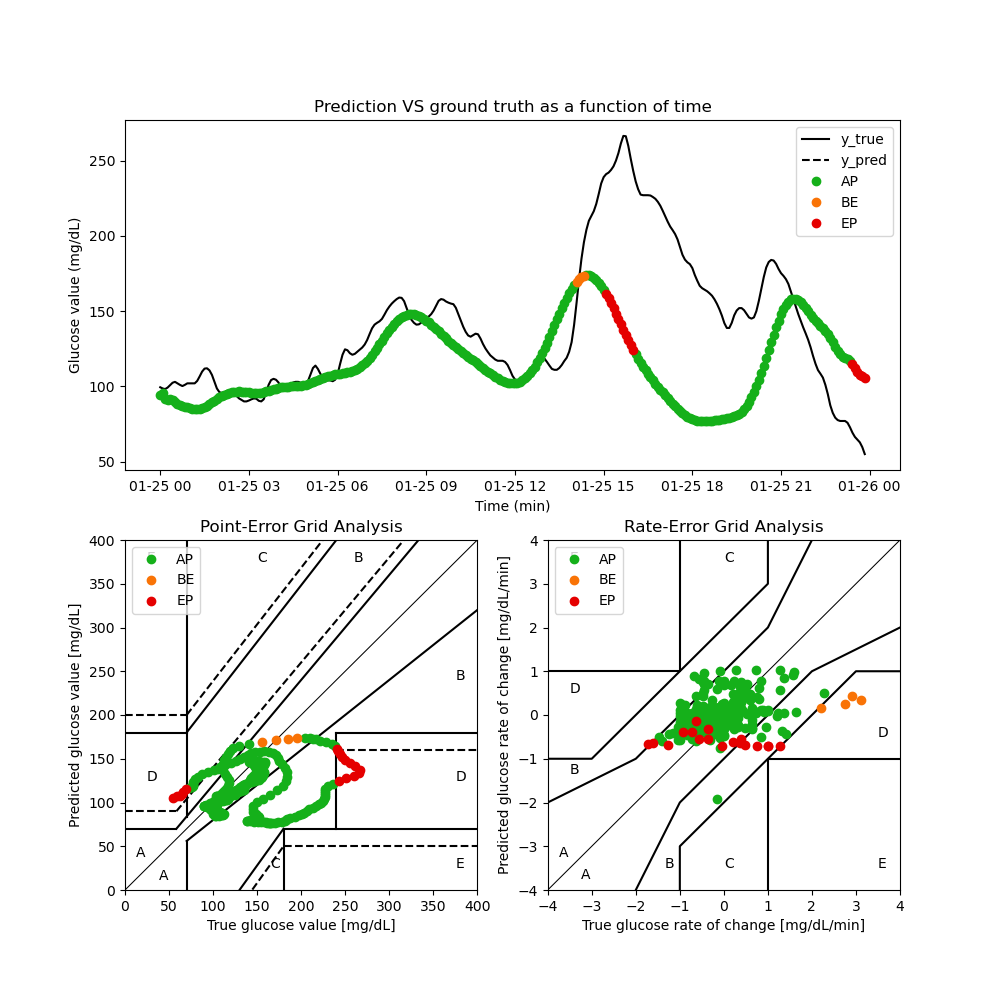 Prediction VS ground truth as a function of time
Glucose value (mg/dL)
250
200
150
100
50
y_true
y_pred
AP
BE
EP
01-25 00 01-25 03 01-25 06 01-25 09 01-25 12 01-25 15 01-25 18 01-25 21 01-26 00
Time (min)
Point-Error Grid Analysis
Predicted glucose value [mg/dL]
400
350
300
250
200
150
100
50
0
AP
BE
EP
C
B
B
D
D
A
A
C
E
0 50 100 150 200 250 300 350 400
True glucose value [mg/dL]
Rate-Error Grid Analysis
Predicted glucose rate of change [mg/dL/min]
4
3
2
1
0
−1
−2
−3
−4
AP
BE
EP
C
D
D
B
A
A
B
C
E
−4 −3 −2 −1 0 1 2 3 4
True glucose rate of change [mg/dL/min]